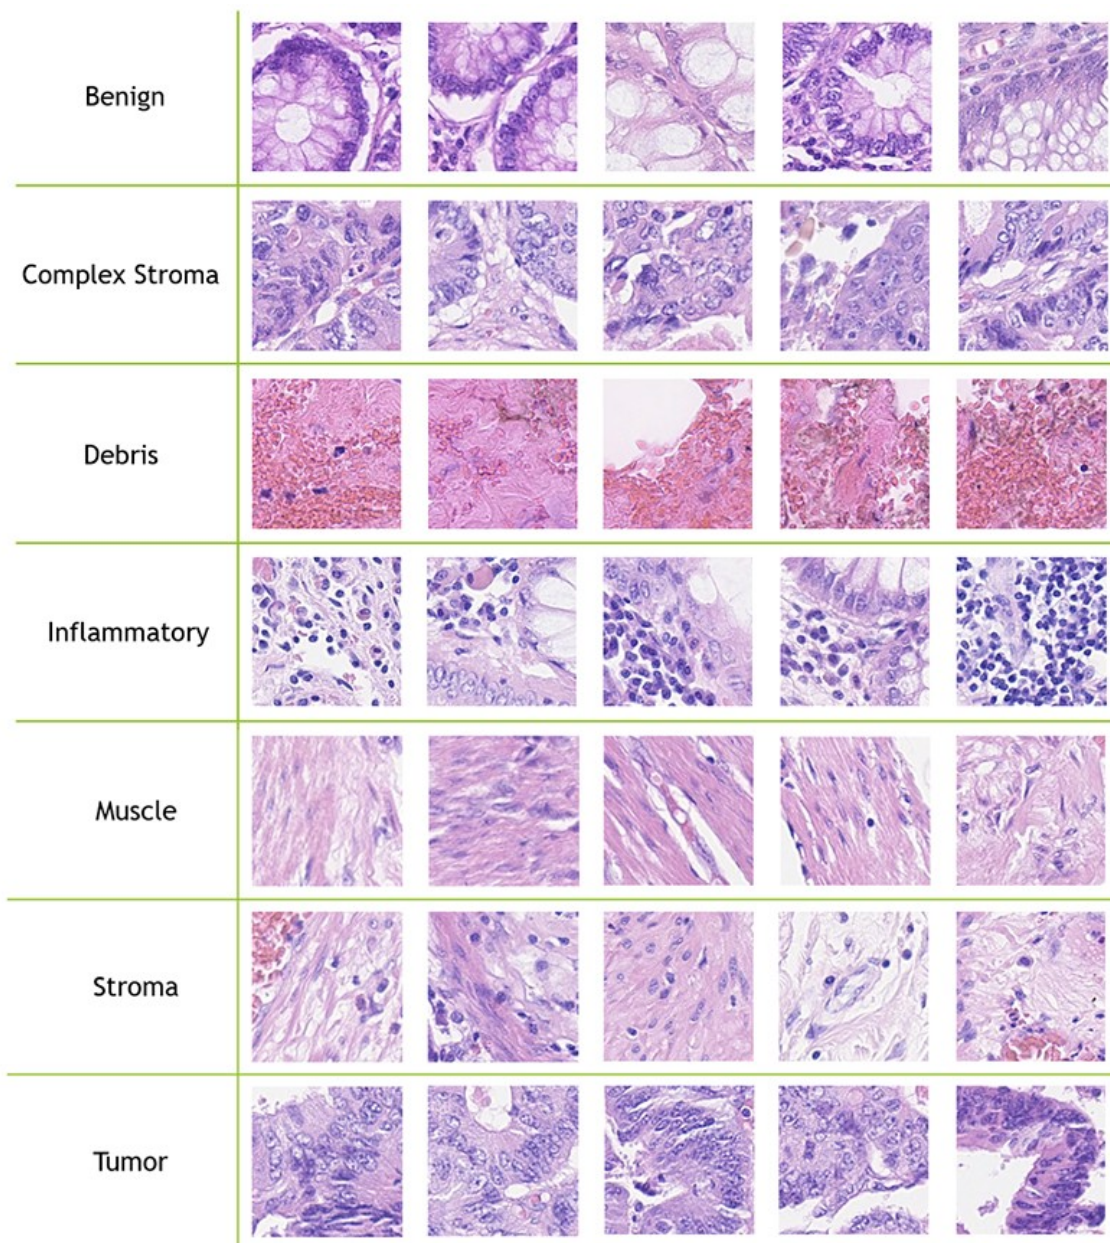 Benign
Complex Stroma
Debris
Inflammatory
Muscle
Stroma
Tumor